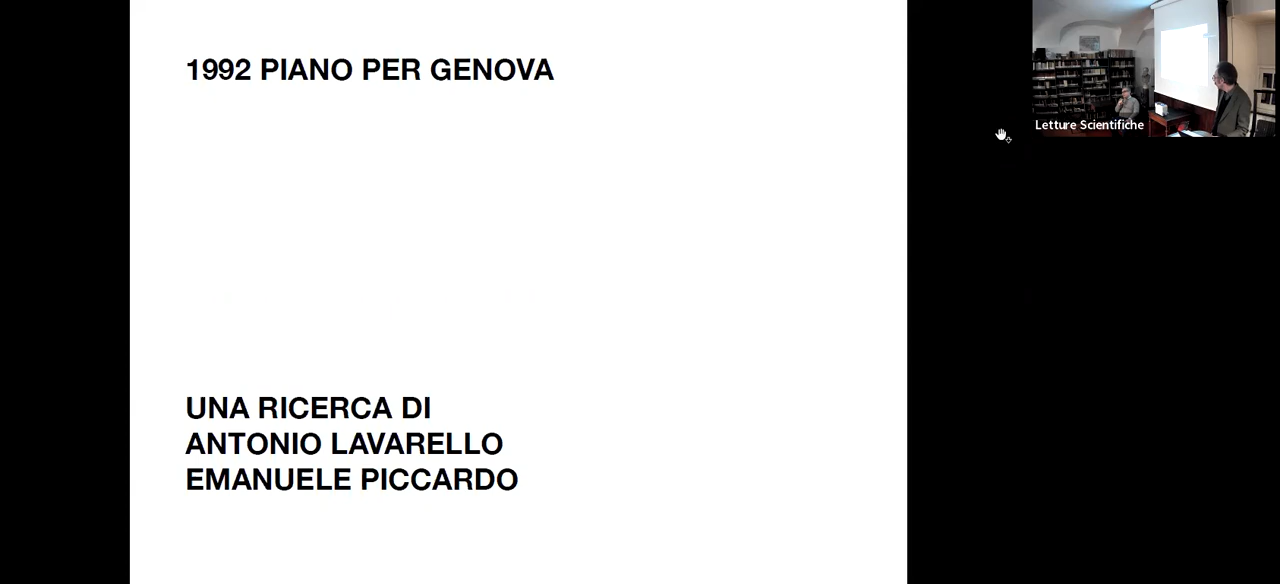 1992 PIANO PER GENOVA
Letture Scientifiche
UNA RICERCA DI
ANTONIO LAVARELLO
EMANUELE PICCARDO